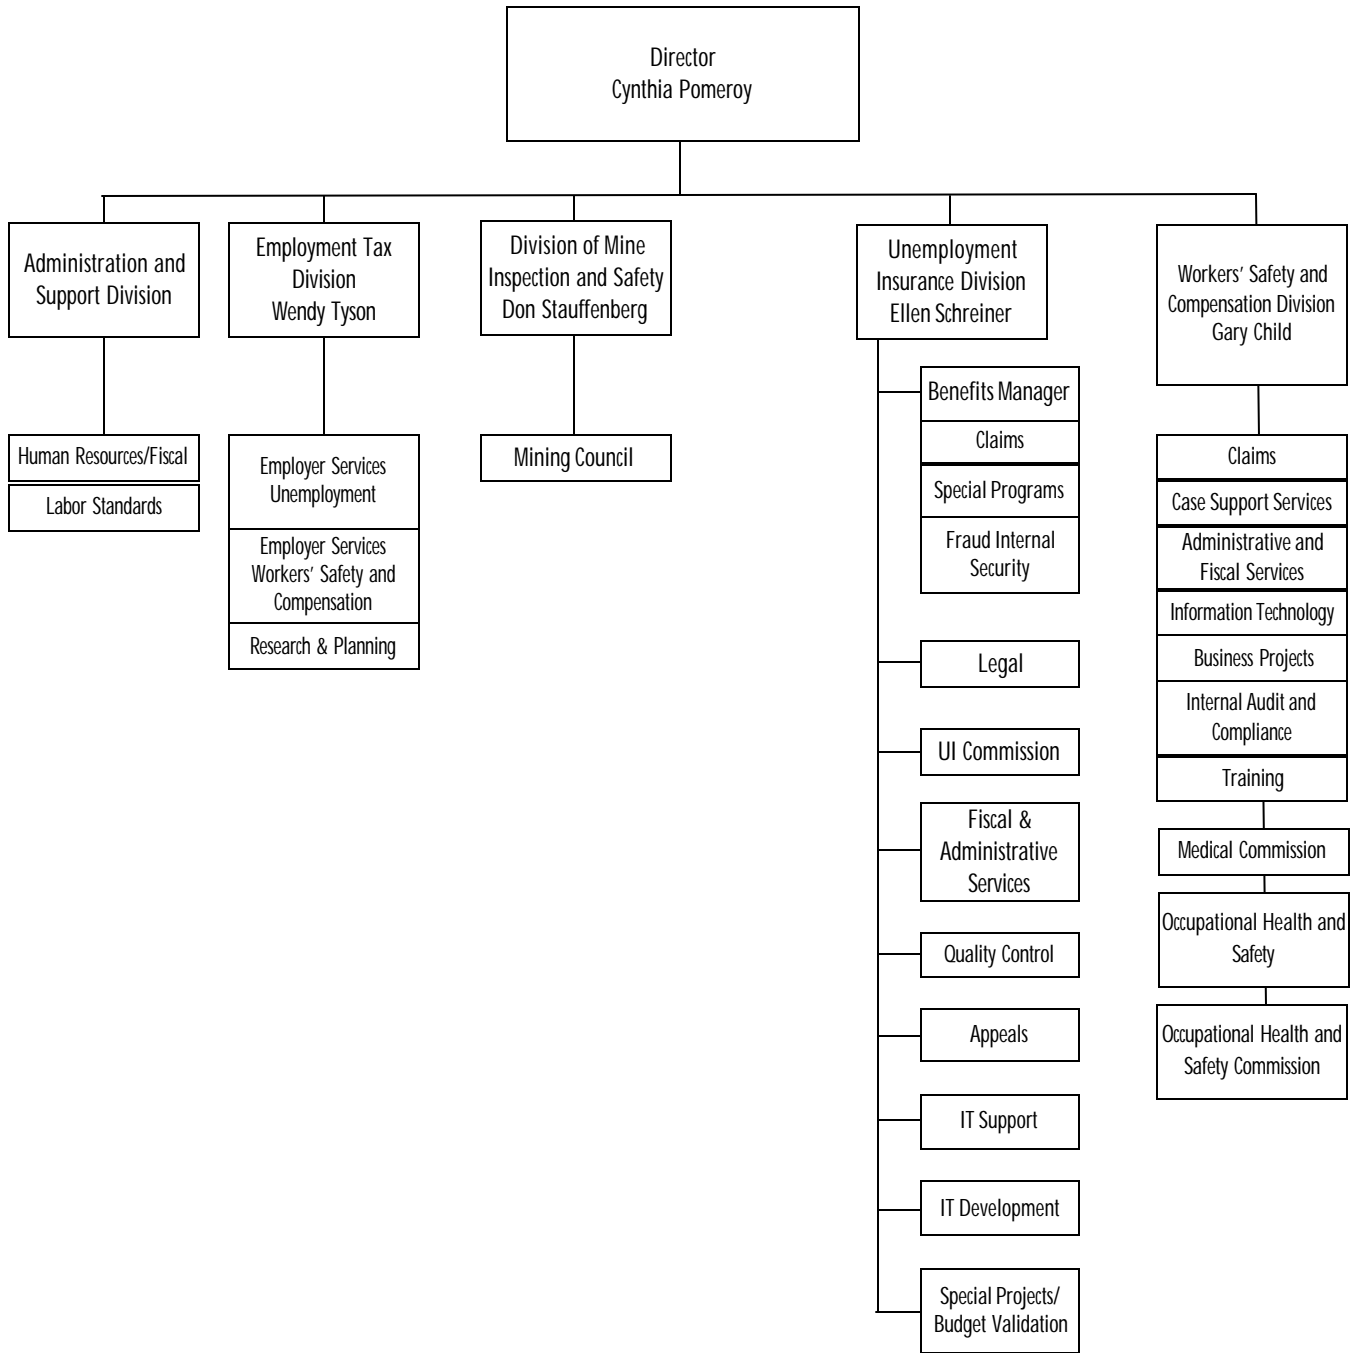 Director
Cynthia Pomeroy
Administration and
Support Division
Employment Tax
Division
Wendy Tyson
Division of Mine
Inspection and Safety
Don Stauffenberg
Unemployment
Insurance Division
Ellen Schreiner
Workers' Safety and
Compensation Division
Gary Child
Human Resources/Fiscal
Labor Standards
Employer Services
Unemployment
Employer Services
Workers' Safety and
Compensation
Research & Planning
Mining Council
Benefits Manager
Claims
Special Programs
Fraud Internal
Security
Legal
UI Commission
Fiscal &
Administrative
Services
Quality Control
Appeals
IT Support
IT Development
Special Projects/
Budget Validation
Claims
Case Support Services
Administrative and
Fiscal Services
Information Technology
Business Projects
Internal Audit and
Compliance
Training
Medical Commission
Occupational Health and
Safety
Occupational Health and
Safety Commission